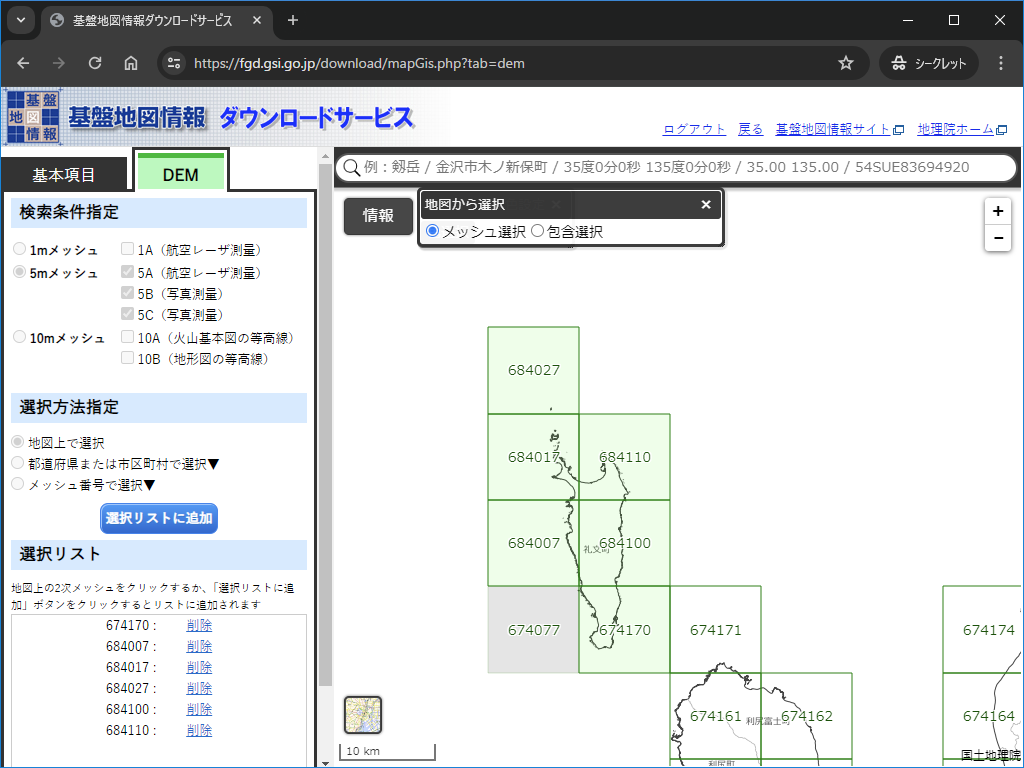 基盤地図情報ダウンロードサービス
https://fgd.gsi.go.jp/download/mapGis.php?tab=dem
シークレット
基盤
地図
情報
基盤地図情報 ダウンロードサービス
ログアウト 戻る 基盤地図情報サイト 地理院ホーム
基本項目
DEM
例：剱岳 / 金沢市木ノ新保町 / 35度0分0秒 135度0分0秒 / 35.00 135.00 / 54SUE83694920
検索条件指定
1mメッシュ 1A（航空レーザ測量）
5mメッシュ 5A（航空レーザ測量）
5B（写真測量）
5C（写真測量）
10mメッシュ 10A（火山基本図の等高線）
10B（地形図の等高線）
選択方法指定
地図上で選択
都道府県または市区町村で選択▼
メッシュ番号で選択▼
選択リストに追加
選択リスト
地図上の2次メッシュをクリックするか、「選択リストに追
加」ボタンをクリックするとリストに追加されます
674170 : 削除
684007 : 削除
684017 : 削除
684027 : 削除
684100 : 削除
684110 : 削除
情報
地図から選択 ×
メッシュ選択 包含選択
+
−
684027
684017 684110
684007 684100
礼文町
674077 674170 674171 674174
674161 674162 674164
利尻富士町
利尻町
10 km
国土地理院